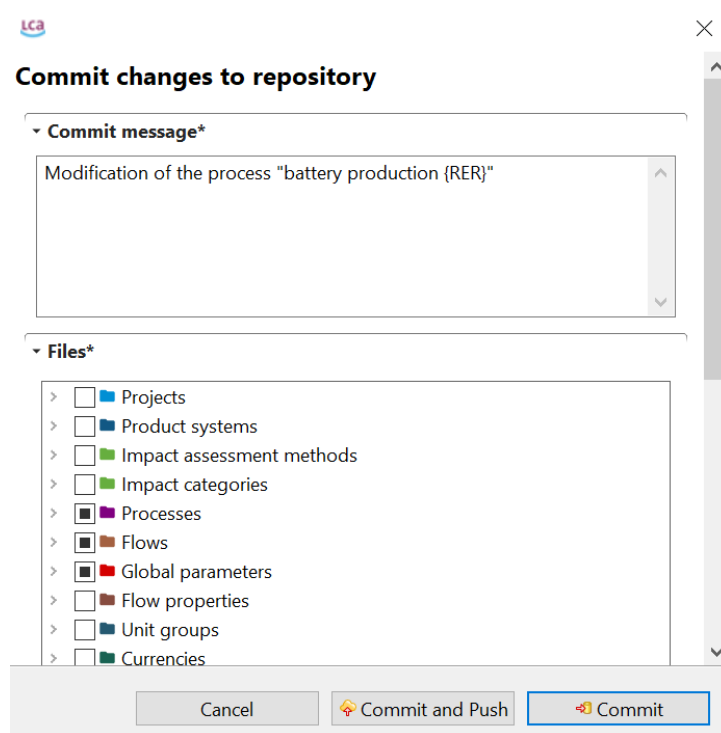 LCa
Commit changes to repository
Commit message*
Modification of the process "battery production {RER}"
Files*
Projects
Product systems
Impact assessment methods
Impact categories
Processes
Flows
Global parameters
Flow properties
Unit groups
Currencies
Cancel
Commit and Push
Commit